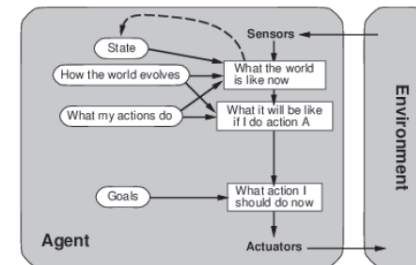 State
Sensors
How the world evolves
What the world
is like now
What my actions do
What it will be like
if I do action A
Goals
What action I
should do now
Agent
Actuators
Environment